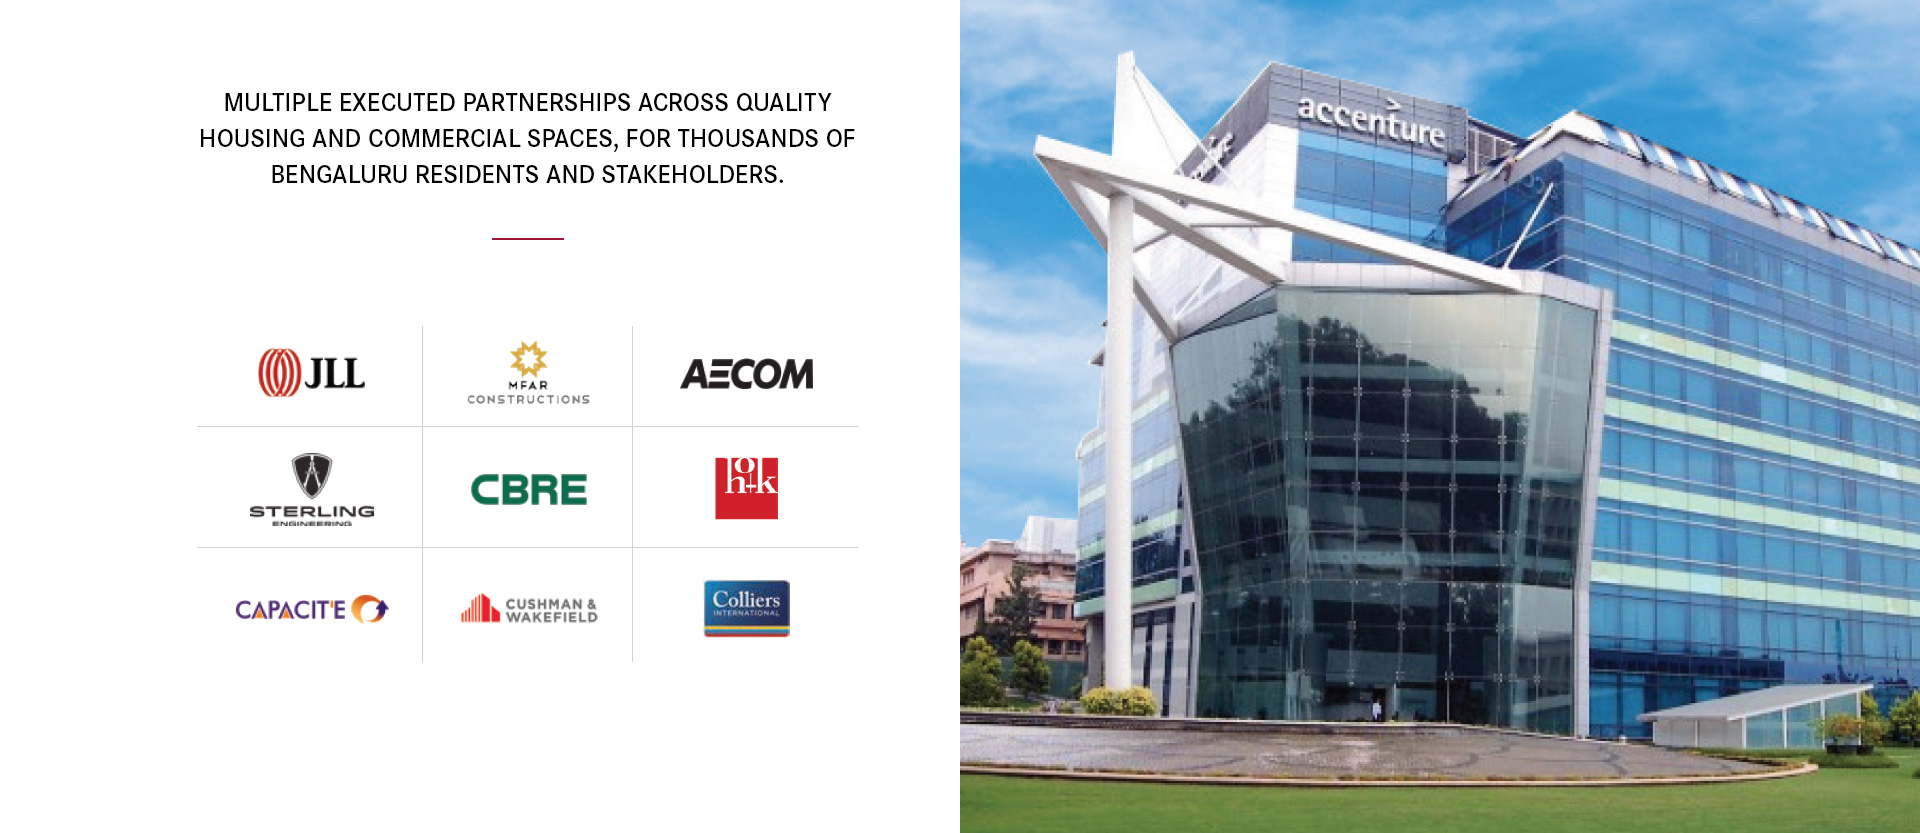 MULTIPLE EXECUTED PARTNERSHIPS ACROSS QUALITY
HOUSING AND COMMERCIAL SPACES, FOR THOUSANDS OF
BENGALURU RESIDENTS AND STAKEHOLDERS.
JLL
MFAR
CONSTRUCTIONS
AECOM
STERLING
ENGINEERING
CBRE
ho+k
CAPACIT'E
CUSHMAN &
WAKEFIELD
Colliers
INTERNATIONAL
accenture